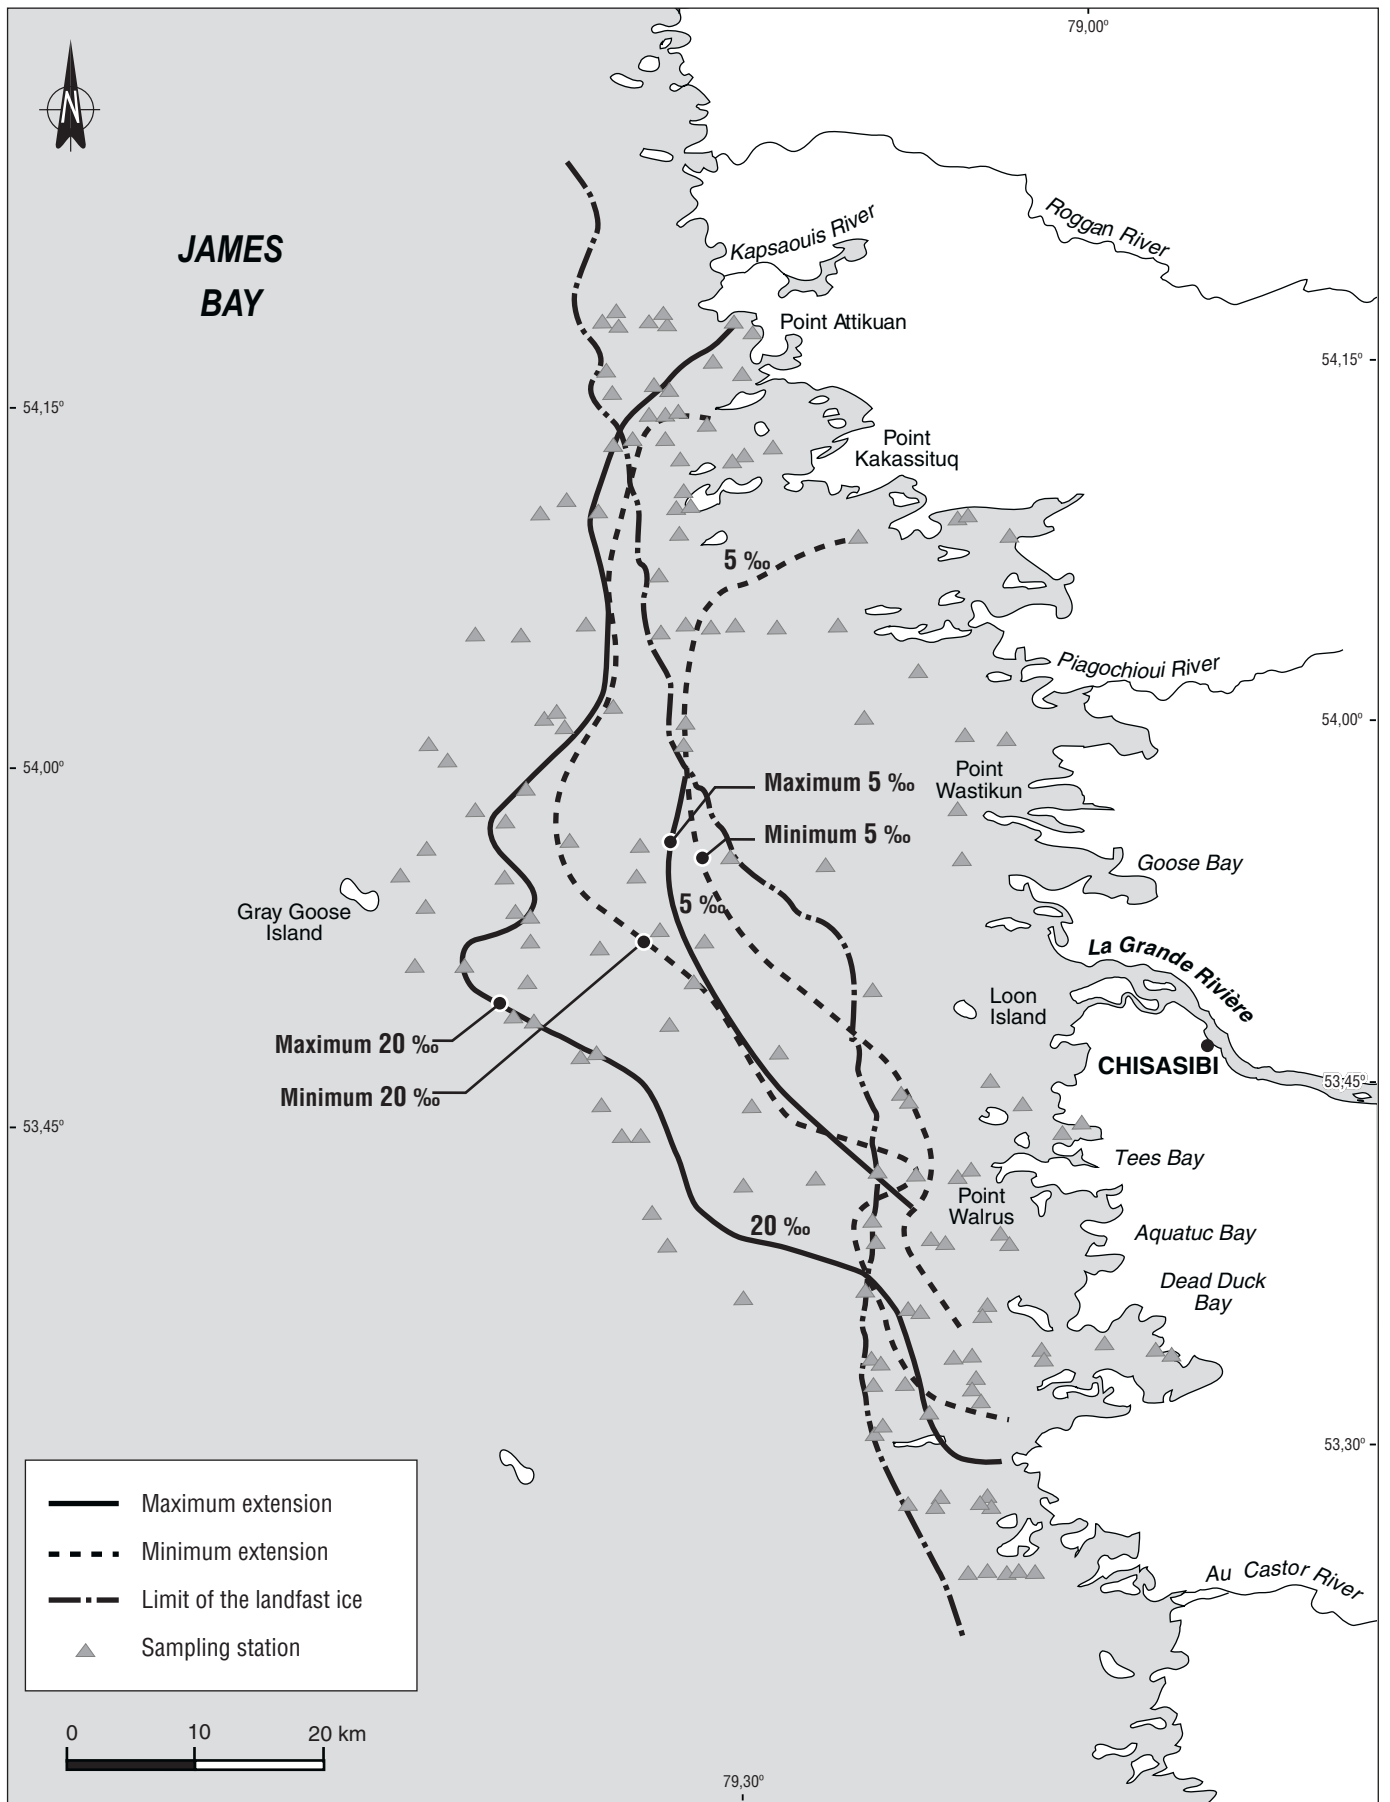 79,00°
N
JAMES
BAY
Roggan River
Kapsaouis River
Point Attikuan
54,15°
54,15°
Point
Kakassituq
5 ‰
Piagochioui River
54,00°
54,00°
Point
Wastikun
Maximum 5 ‰
Minimum 5 ‰
Goose Bay
5 ‰
Gray Goose
Island
La Grande Rivière
Loon
Island
Maximum 20 ‰
CHISASIBI
53,45°
Minimum 20 ‰
53,45°
Tees Bay
Point
Walrus
20 ‰
Aquatuc Bay
Dead Duck
Bay
53,30°
Maximum extension
Minimum extension
Limit of the landfast ice
Sampling station
Au Castor River
0 10 20 km
79,30°